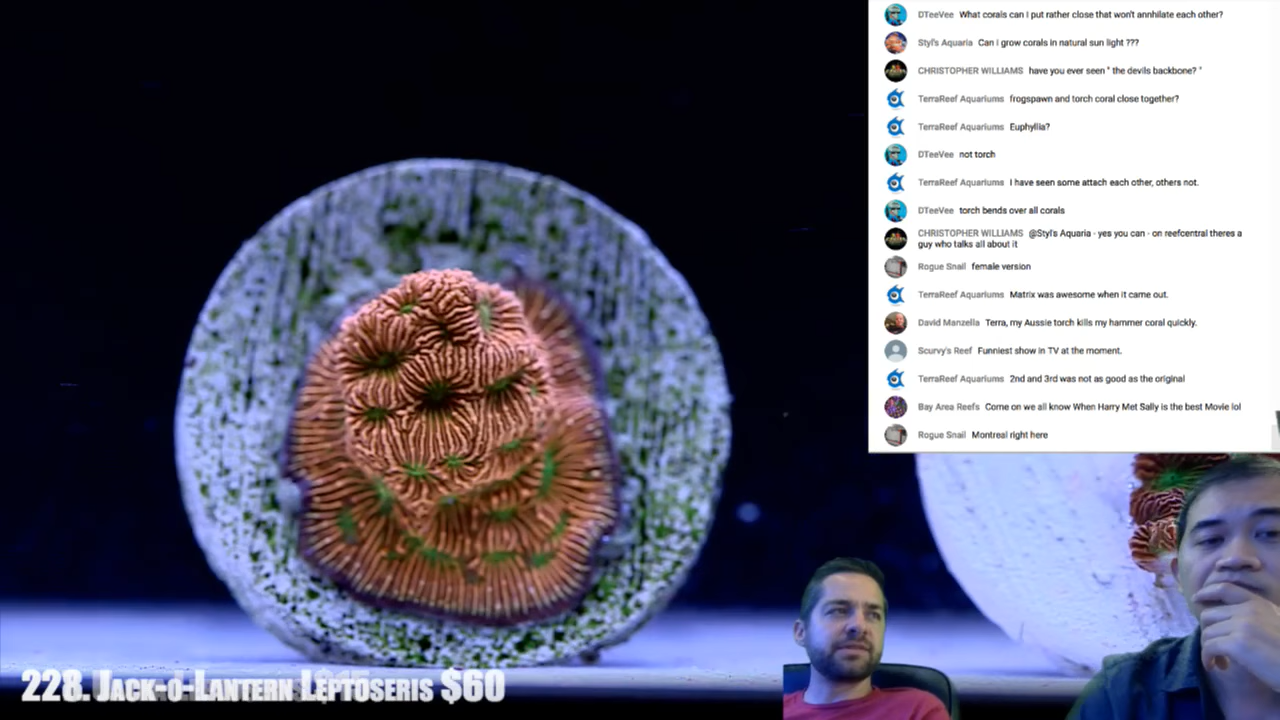 DTeeVee What corals can I put rather close that won't annhilate each other?
Styl's Aquaria Can i grow corals in natural sun light ???
CHRISTOPHER WILLIAMS have you ever seen " the devils backbone? "
TerraReef Aquariums frogspawn and torch coral close together?
TerraReef Aquariums Euphyllia?
DTeeVee not torch
TerraReef Aquariums I have seen some attach each other, others not.
DTeeVee torch bends over all corals
CHRISTOPHER WILLIAMS @Styl's Aquaria - yes you can - on reefcentral theres a
guy who talks all about it
Rogue Snail female version
TerraReef Aquariums Matrix was awesome when it came out.
David Manzella Terra, my Aussie torch kills my hammer coral quickly.
Scurvy's Reef Funniest show in TV at the moment.
TerraReef Aquariums 2nd and 3rd was not as good as the original
Bay Area Reefs Come on we all know When Harry Met Sally is the best Movie lol
Rogue Snail Montreal right here
228. Jack-o-Lantern Leptoseris $60